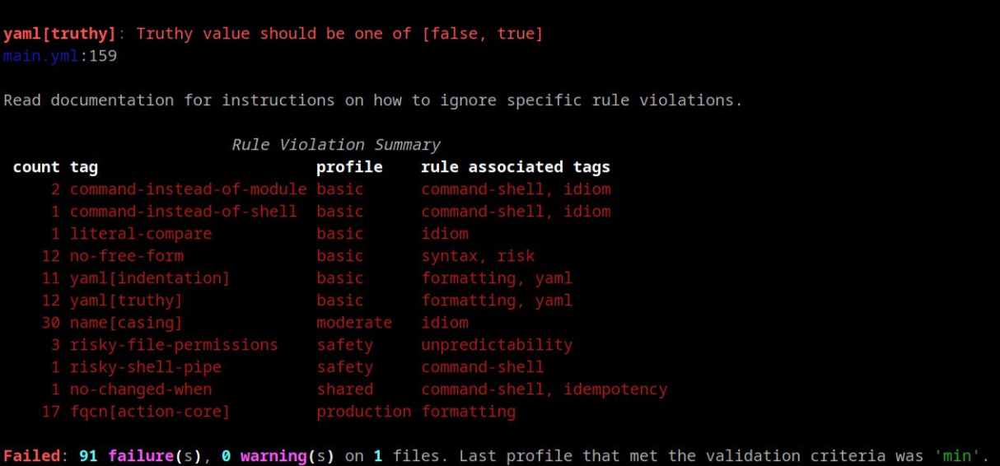 yaml[truthy]: Truthy value should be one of [false, true]
main.yml:159
Read documentation for instructions on how to ignore specific rule violations.
Rule Violation Summary
count tag profile rule associated tags
2 command-instead-of-module basic command-shell, idiom
1 command-instead-of-shell basic command-shell, idiom
1 literal-compare basic idiom
12 no-free-form basic syntax, risk
11 yaml[indentation] basic formatting, yaml
12 yaml[truthy] basic formatting, yaml
30 name[casing] moderate idiom
3 risky-file-permissions safety unpredictability
1 risky-shell-pipe safety command-shell
1 no-changed-when shared command-shell, idempotency
17 fqcn[action-core] production formatting
Failed: 91 failure(s), 0 warning(s) on 1 files. Last profile that met the validation criteria was 'min'.